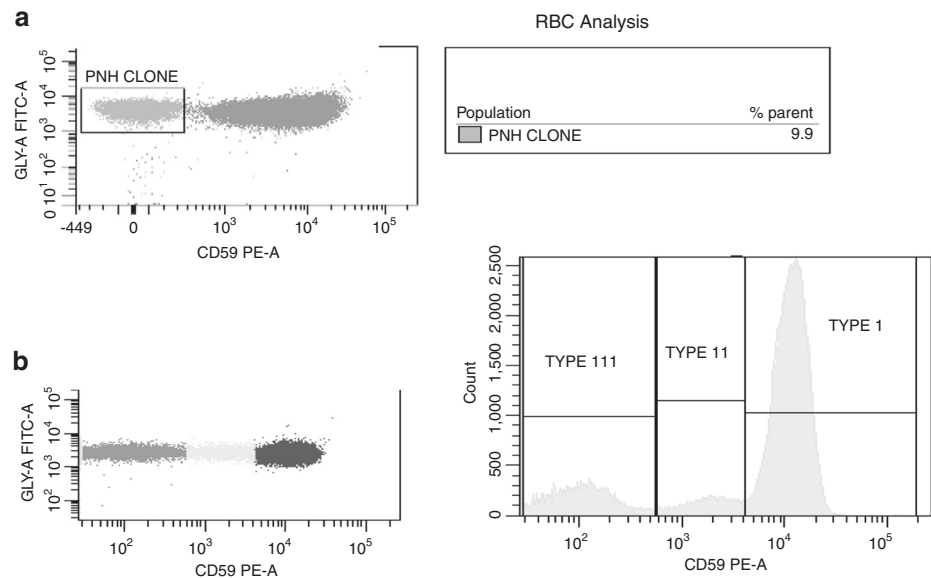 a
RBC Analysis
GLY-A FITC-A
10⁵
10⁴
10³
10²
10¹
0
PNH CLONE
-449
0
10³
10⁴
10⁵
CD59 PE-A
Population % parent
PNH CLONE 9.9
b
GLY-A FITC-A
10⁵
10⁴
10³
10²
10²
10³
10⁴
10⁵
CD59 PE-A
Count
2,500
2,000
1,500
1,000
500
0
TYPE 111
TYPE 11
TYPE 1
10²
10³
10⁴
10⁵
CD59 PE-A